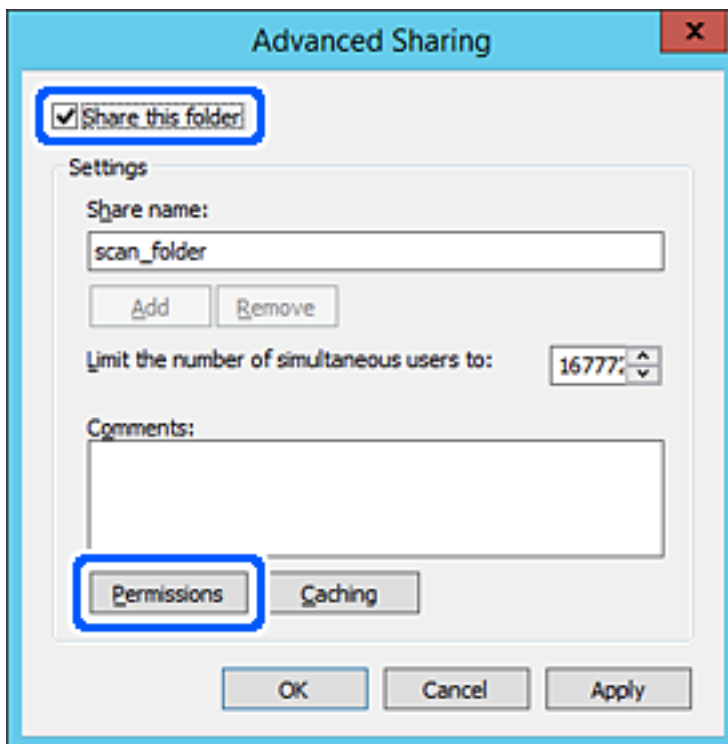 Advanced Sharing
x
Share this folder
Settings
Share name:
scan_folder
Add Remove
Limit the number of simultaneous users to:
Comments:
Permissions Caching
OK Cancel Apply